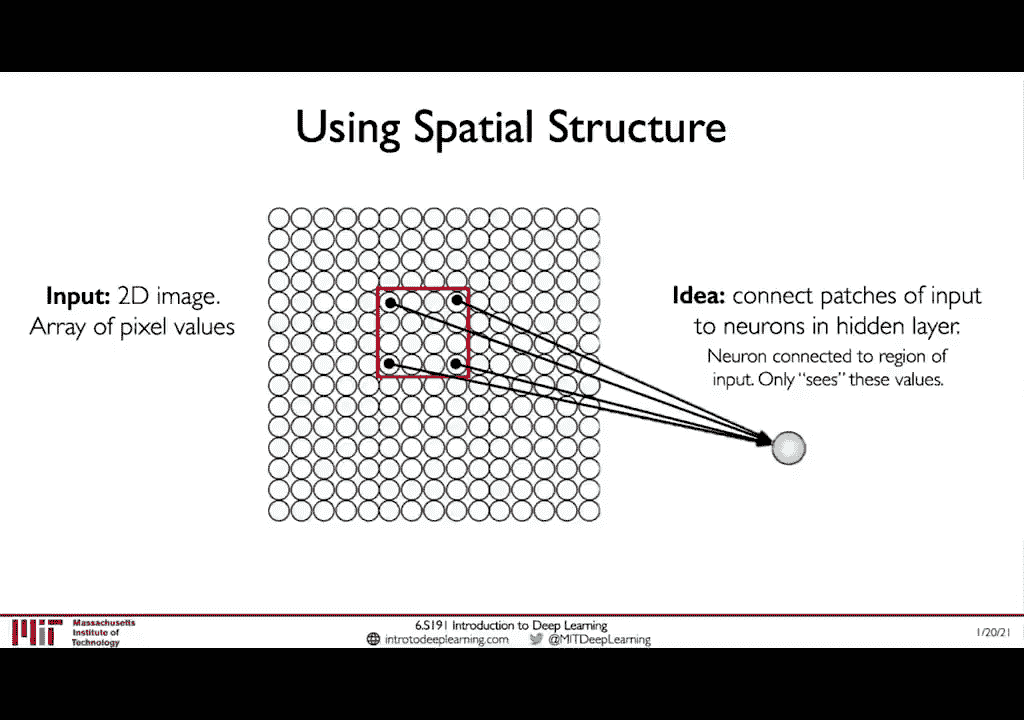 Using Spatial Structure
Input: 2D image.
Array of pixel values
Idea: connect patches of input
to neurons in hidden layer.
Neuron connected to region of
input. Only “sees” these values.
Massachusetts
Institute of
Technology
6.S191 Introduction to Deep Learning
introtodeeplearning.com @MITDeepLearning
1/20/21